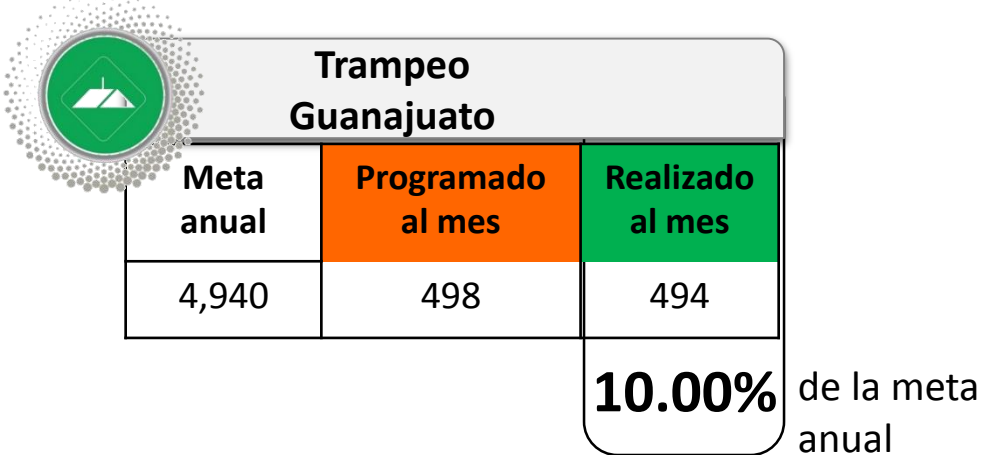 Trampeo
Guanajuato
Meta
anual
Programado
al mes
Realizado
al mes
4,940
498
494
10.00%
de la meta
anual